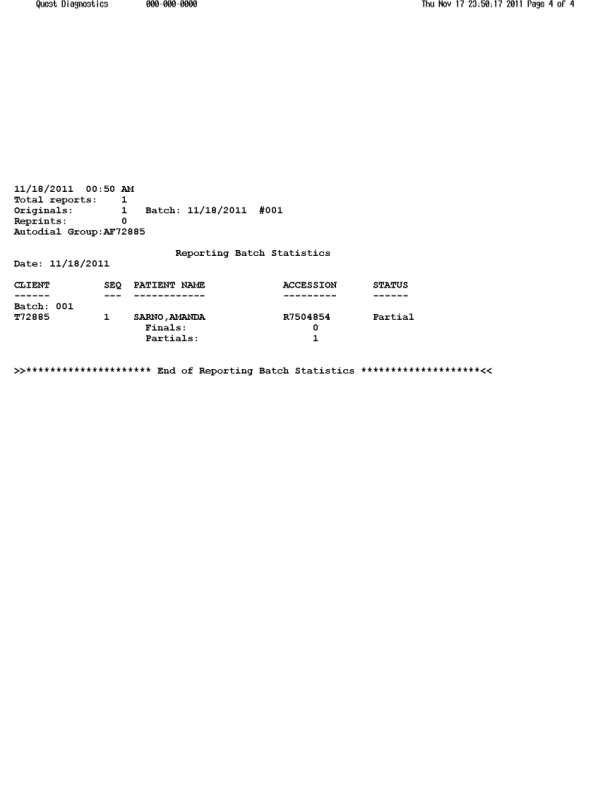 Quest Diagnostics 000-000-0000 Thu Nov 17 23:50:17 2011 Page 4 of 4
11/18/2011 00:50 AM
Total reports: 1
Originals: 1 Batch: 11/18/2011 #001
Reprints: 0
Autodial Group:AF72885
Reporting Batch Statistics
Date: 11/18/2011
CLIENT SEQ PATIENT NAME ACCESSION STATUS
------ --- ------------ --------- ------
Batch: 001
T72885 1 SARNO,AMANDA R7504854 Partial
Finals: 0
Partials: 1
>>********************* End of Reporting Batch Statistics ********************<<